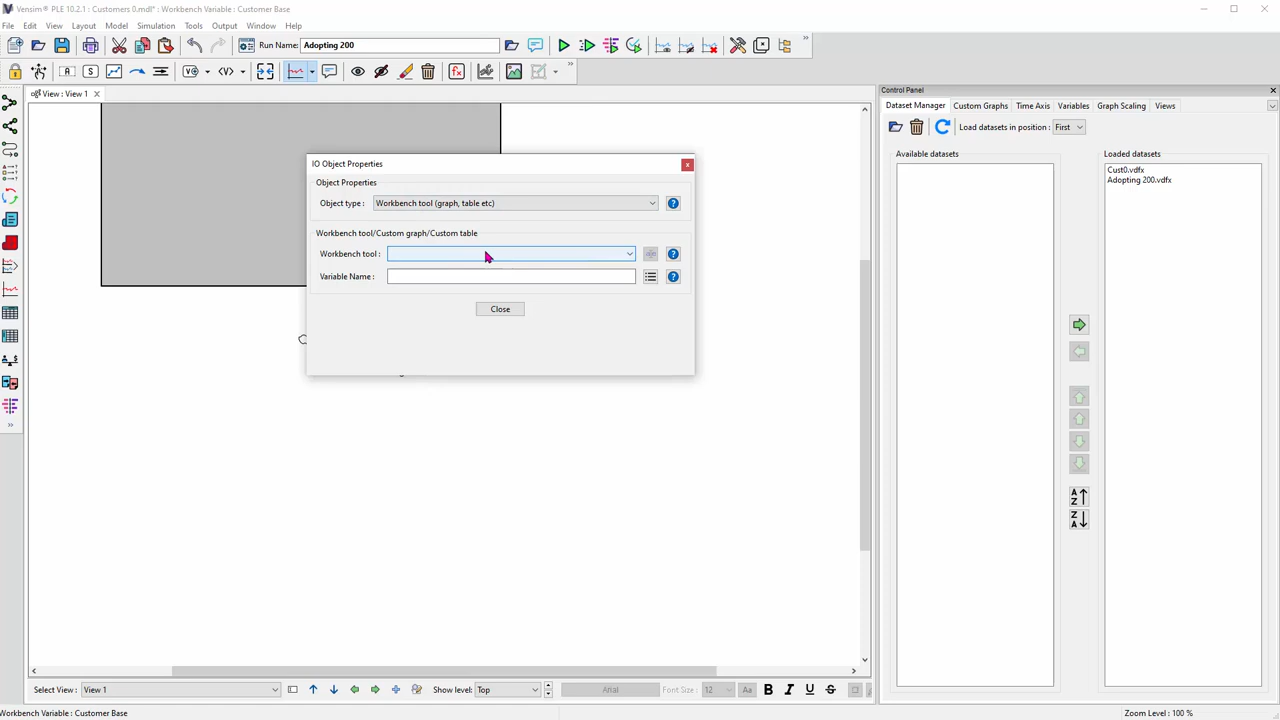 Vensim® PLE 10.2.1 : Customers 0.mdl* : Workbench Variable : Customer Base
File Edit View Layout Model Simulation Tools Output Window Help
Run Name: Adopting 200
View : View 1
Control Panel
Dataset Manager Custom Graphs Time Axis Variables Graph Scaling Views
Load datasets in position : First
Available datasets
Loaded datasets
Cust0.vdfx
Adopting 200.vdfx
A
Z
Z
A
IO Object Properties
Object Properties
Object type : Workbench tool (graph, table etc)
Workbench tool/Custom graph/Custom table
Workbench tool :
Variable Name :
Close
Select View : View 1
Show level: Top
Arial
Font Size : 12
Aa B I U S
Workbench Variable : Customer Base
Zoom Level : 100 %